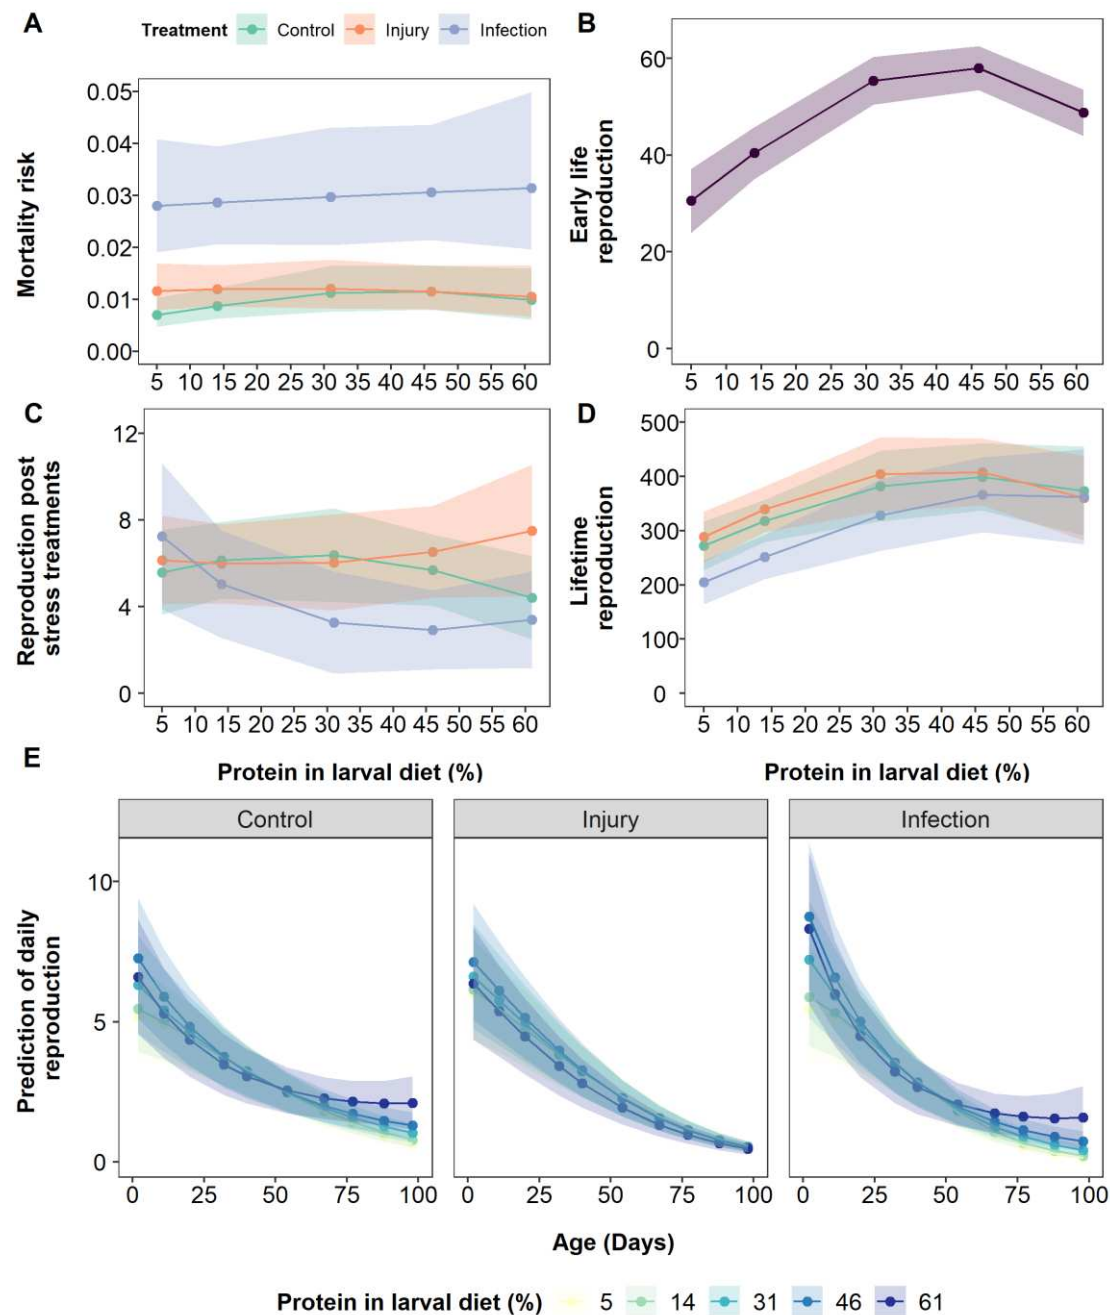 A
Treatment Control Injury Infection
Mortality risk
0.05
0.04
0.03
0.02
0.01
0.00
5 10 15 20 25 30 35 40 45 50 55 60
B
Early life
reproduction
60
40
20
0
5 10 15 20 25 30 35 40 45 50 55 60
C
Reproduction post
stress treatments
12
8
4
0
5 10 15 20 25 30 35 40 45 50 55 60
Protein in larval diet (%)
D
Lifetime
reproduction
500
400
300
200
100
0
5 10 15 20 25 30 35 40 45 50 55 60
Protein in larval diet (%)
E
Control Injury Infection
Prediction of daily
reproduction
10
5
0
0 25 50 75 100 0 25 50 75 100 0 25 50 75 100
Age (Days)
Protein in larval diet (%) 5 14 31 46 61